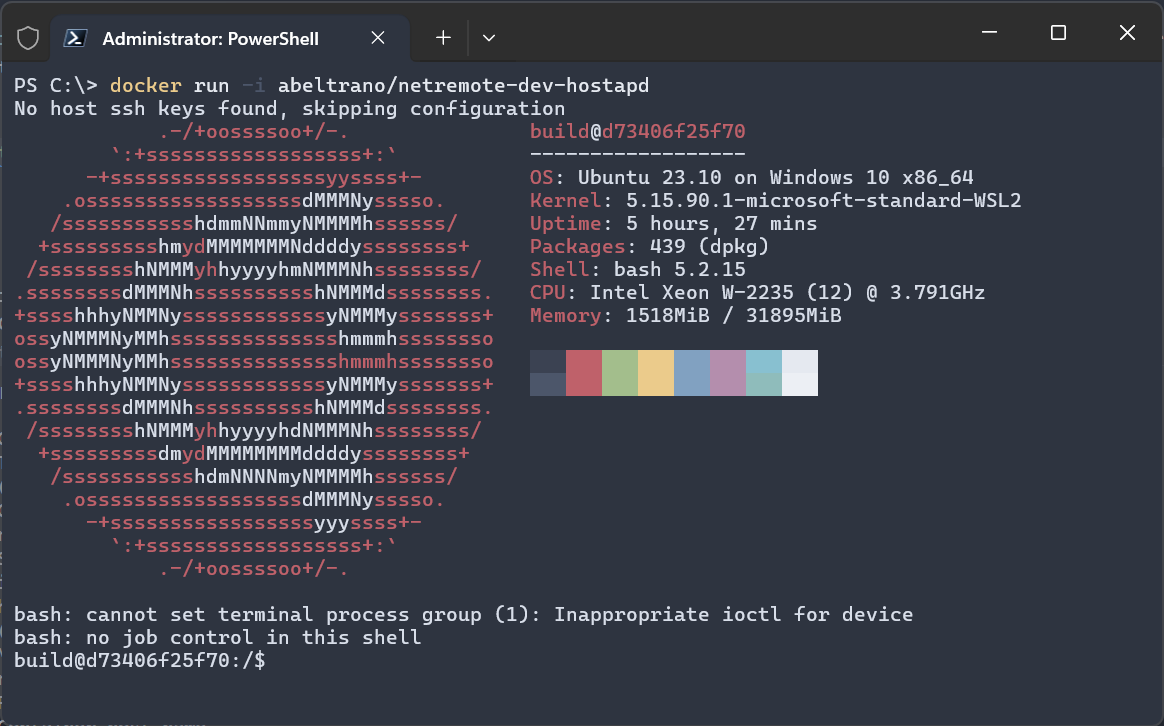 Administrator: PowerShell
PS C:\> docker run -i abeltrano/netremote-dev-hostapd
No host ssh keys found, skipping configuration
            .-/+oossssoo+/-.               build@d73406f25f70
        `:+ssssssssssssssssss+:`           ------------------
      -+ssssssssssssssssssyyssss+-         OS: Ubuntu 23.10 on Windows 10 x86_64
    .ossssssssssssssssssdMMMNysssso.       Kernel: 5.15.90.1-microsoft-standard-WSL2
   /ssssssssssshdmmNNmmyNMMMMhssssss/      Uptime: 5 hours, 27 mins
  +ssssssssshmydMMMMMMMNddddyssssssss+     Packages: 439 (dpkg)
 /sssssssshNMMMyhhyyyyhmNMMMNhssssssss/    Shell: bash 5.2.15
.ssssssssdMMMNhsssssssssshNMMMdssssssss.   CPU: Intel Xeon W-2235 (12) @ 3.791GHz
+sssshhhyNMMNyssssssssssssyNMMMysssssss+   Memory: 1518MiB / 31895MiB
ossyNMMMNyMMhsssssssssssssshmmmhssssssso
ossyNMMMNyMMhsssssssssssssshmmmhssssssso
+sssshhhyNMMNyssssssssssssyNMMMysssssss+
.ssssssssdMMMNhsssssssssshNMMMdssssssss.
 /sssssssshNMMMyhhyyyyhdNMMMNhssssssss/
  +sssssssssdmydMMMMMMMMddddyssssssss+
   /ssssssssssshdmNNNNmyNMMMMhssssss/
    .ossssssssssssssssssdMMMNysssso.
      -+sssssssssssssssssyyyssss+-
        `:+ssssssssssssssssss+:`
            .-/+oossssoo+/-.
bash: cannot set terminal process group (1): Inappropriate ioctl for device
bash: no job control in this shell
build@d73406f25f70:/$